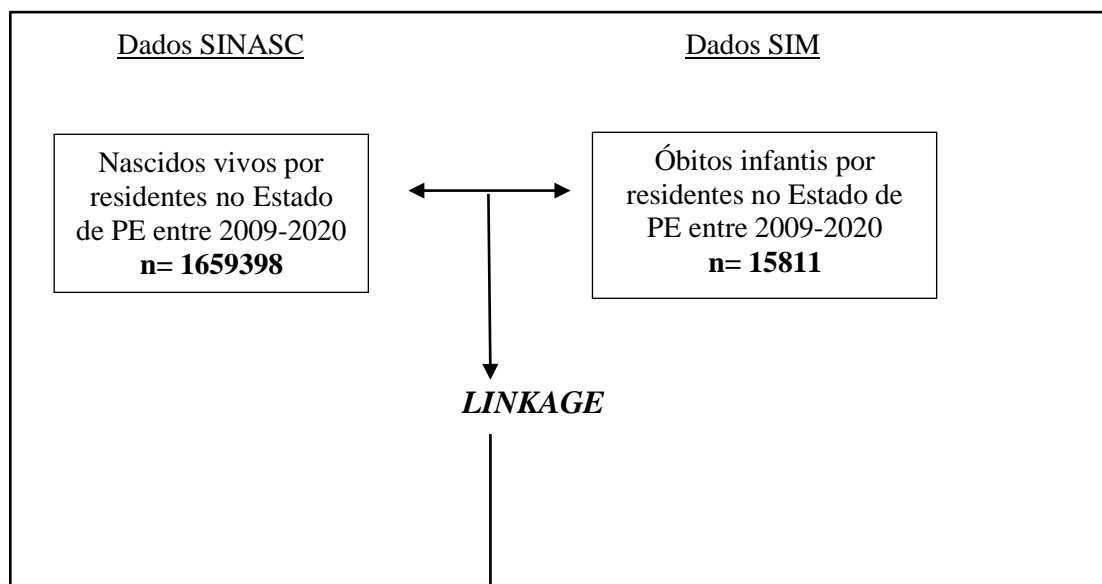 Dados SINASC
Dados SIM
Nascidos vivos por
residentes no Estado
de PE entre 2009-2020
n= 1659398
Óbitos infantis por
residentes no Estado de
PE entre 2009-2020
n= 15811
LINKAGE